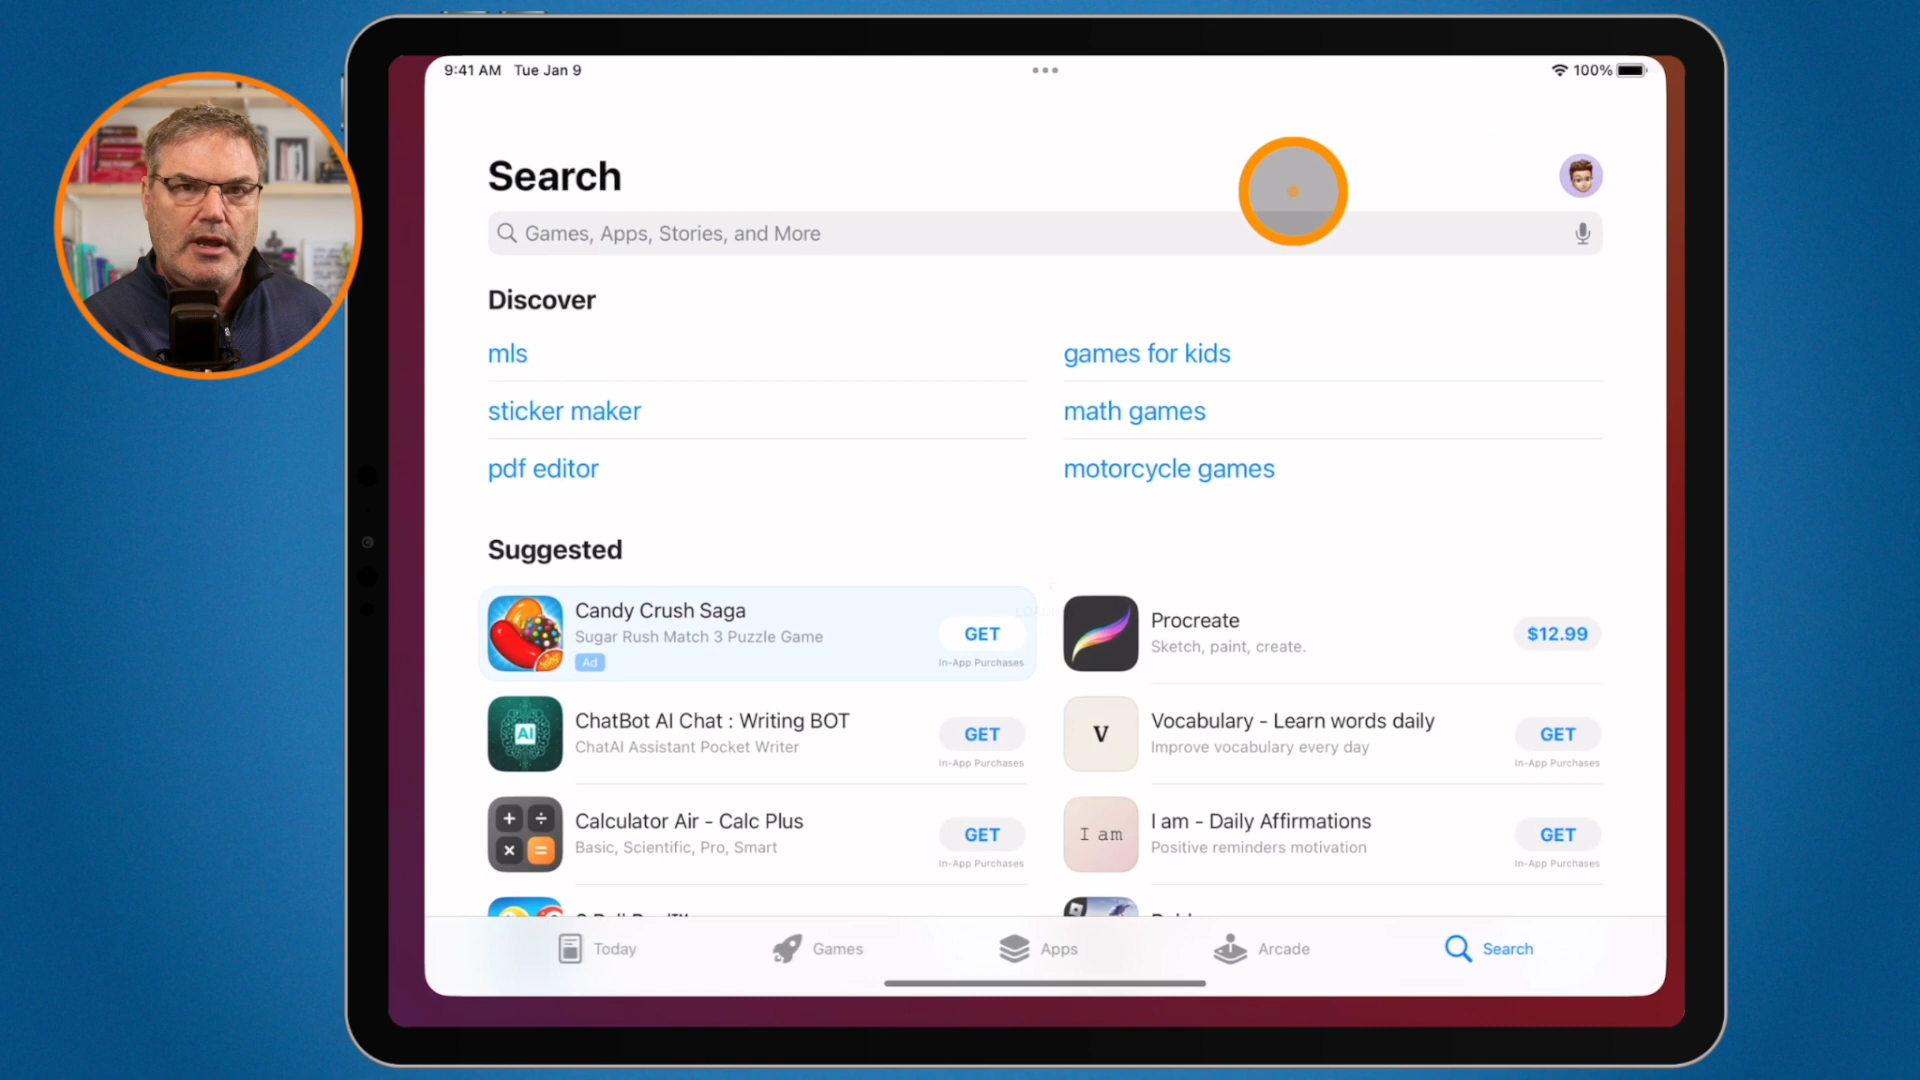 9:41 AM Tue Jan 9
100%
Search
Games, Apps, Stories, and More
Discover
mls
games for kids
sticker maker
math games
pdf editor
motorcycle games
Suggested
Candy Crush Saga
Sugar Rush Match 3 Puzzle Game
Ad
GET
In-App Purchases
Procreate
Sketch, paint, create.
$12.99
AI
ChatBot AI Chat : Writing BOT
ChatAI Assistant Pocket Writer
GET
In-App Purchases
V
Vocabulary - Learn words daily
Improve vocabulary every day
GET
In-App Purchases
Calculator Air - Calc Plus
Basic, Scientific, Pro, Smart
GET
In-App Purchases
I am
I am - Daily Affirmations
Positive reminders motivation
GET
In-App Purchases
Today
Games
Apps
Arcade
Search